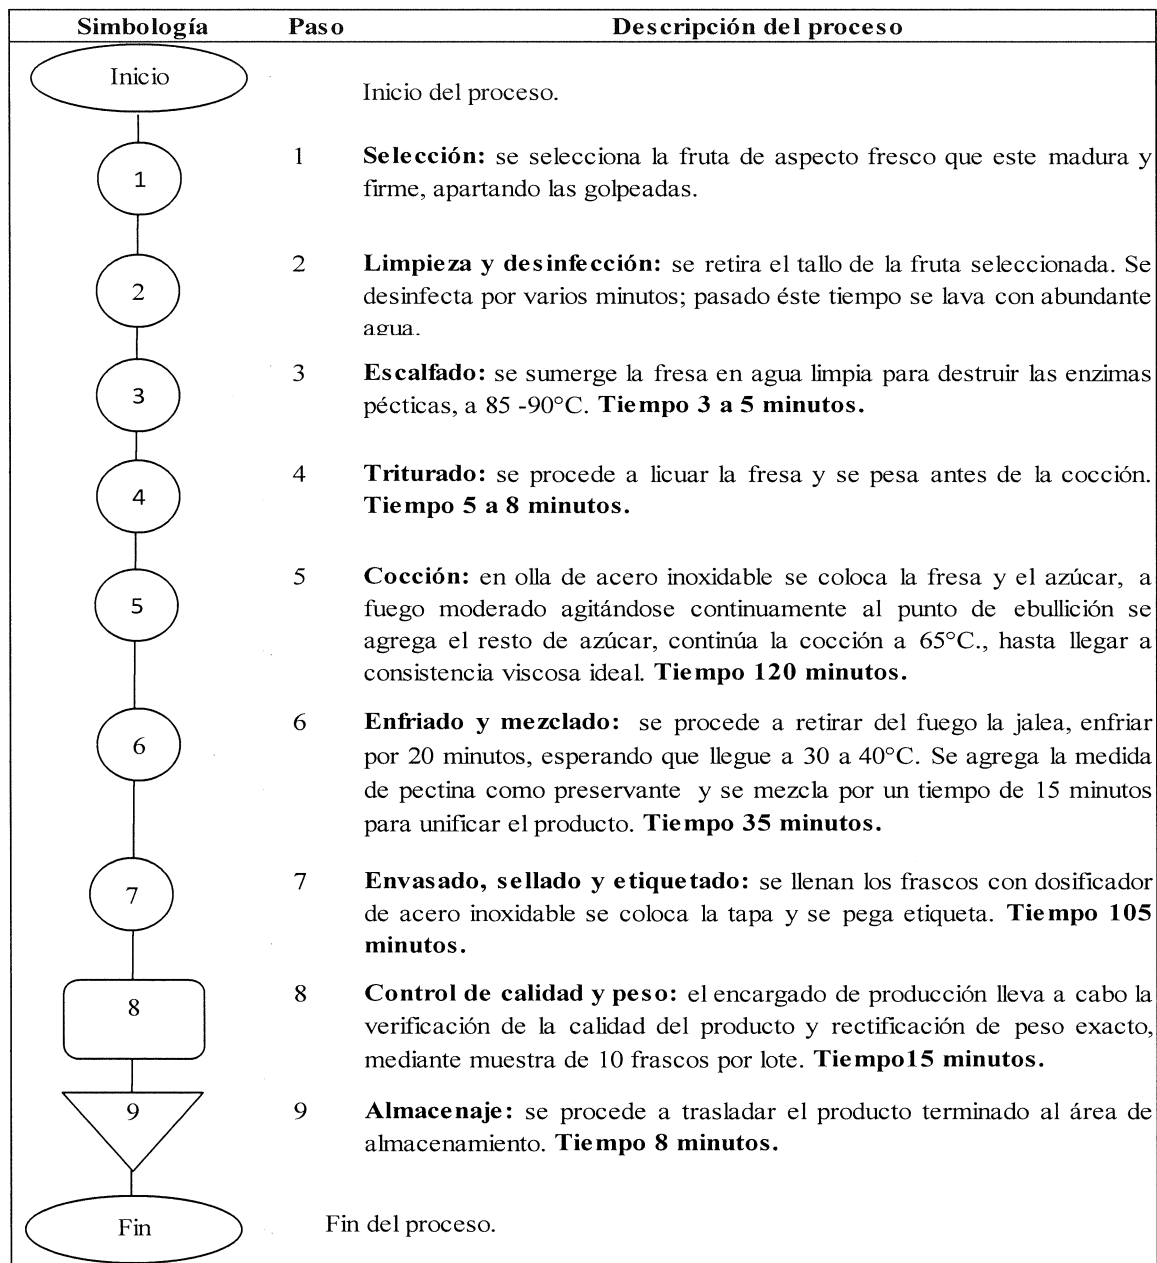 Simbología Paso Descripción del proceso
Inicio
Inicio del proceso.
1 1 Selección: se selecciona la fruta de aspecto fresco que este madura y
firme, apartando las golpeadas.
2 2 Limpieza y desinfección: se retira el tallo de la fruta seleccionada. Se
desinfecta por varios minutos; pasado éste tiempo se lava con abundante
agua.
3 3 Escalfado: se sumerge la fresa en agua limpia para destruir las enzimas
pécticas, a 85 -90°C. Tiempo 3 a 5 minutos.
4 4 Triturado: se procede a licuar la fresa y se pesa antes de la cocción.
Tiempo 5 a 8 minutos.
5 5 Cocción: en olla de acero inoxidable se coloca la fresa y el azúcar, a
fuego moderado agitándose continuamente al punto de ebullición se
agrega el resto de azúcar, continúa la cocción a 65°C., hasta llegar a
consistencia viscosa ideal. Tiempo 120 minutos.
6 6 Enfriado y mezclado: se procede a retirar del fuego la jalea, enfriar
por 20 minutos, esperando que llegue a 30 a 40°C. Se agrega la medida
de pectina como preservante y se mezcla por un tiempo de 15 minutos
para unificar el producto. Tiempo 35 minutos.
7 7 Envasado, sellado y etiquetado: se llenan los frascos con dosificador
de acero inoxidable se coloca la tapa y se pega etiqueta. Tiempo 105
minutos.
8 8 Control de calidad y peso: el encargado de producción lleva a cabo la
verificación de la calidad del producto y rectificación de peso exacto,
mediante muestra de 10 frascos por lote. Tiempo15 minutos.
9 9 Almacenaje: se procede a trasladar el producto terminado al área de
almacenamiento. Tiempo 8 minutos.
Fin Fin del proceso.